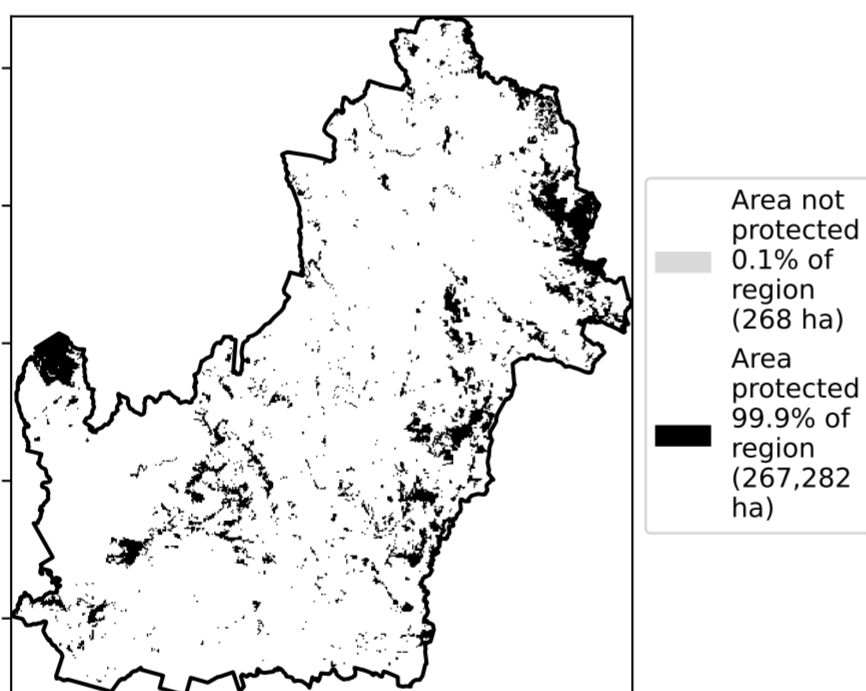 Area not
protected
0.1% of
region
(268 ha)
Area
protected
99.9% of
region
(267,282
ha)